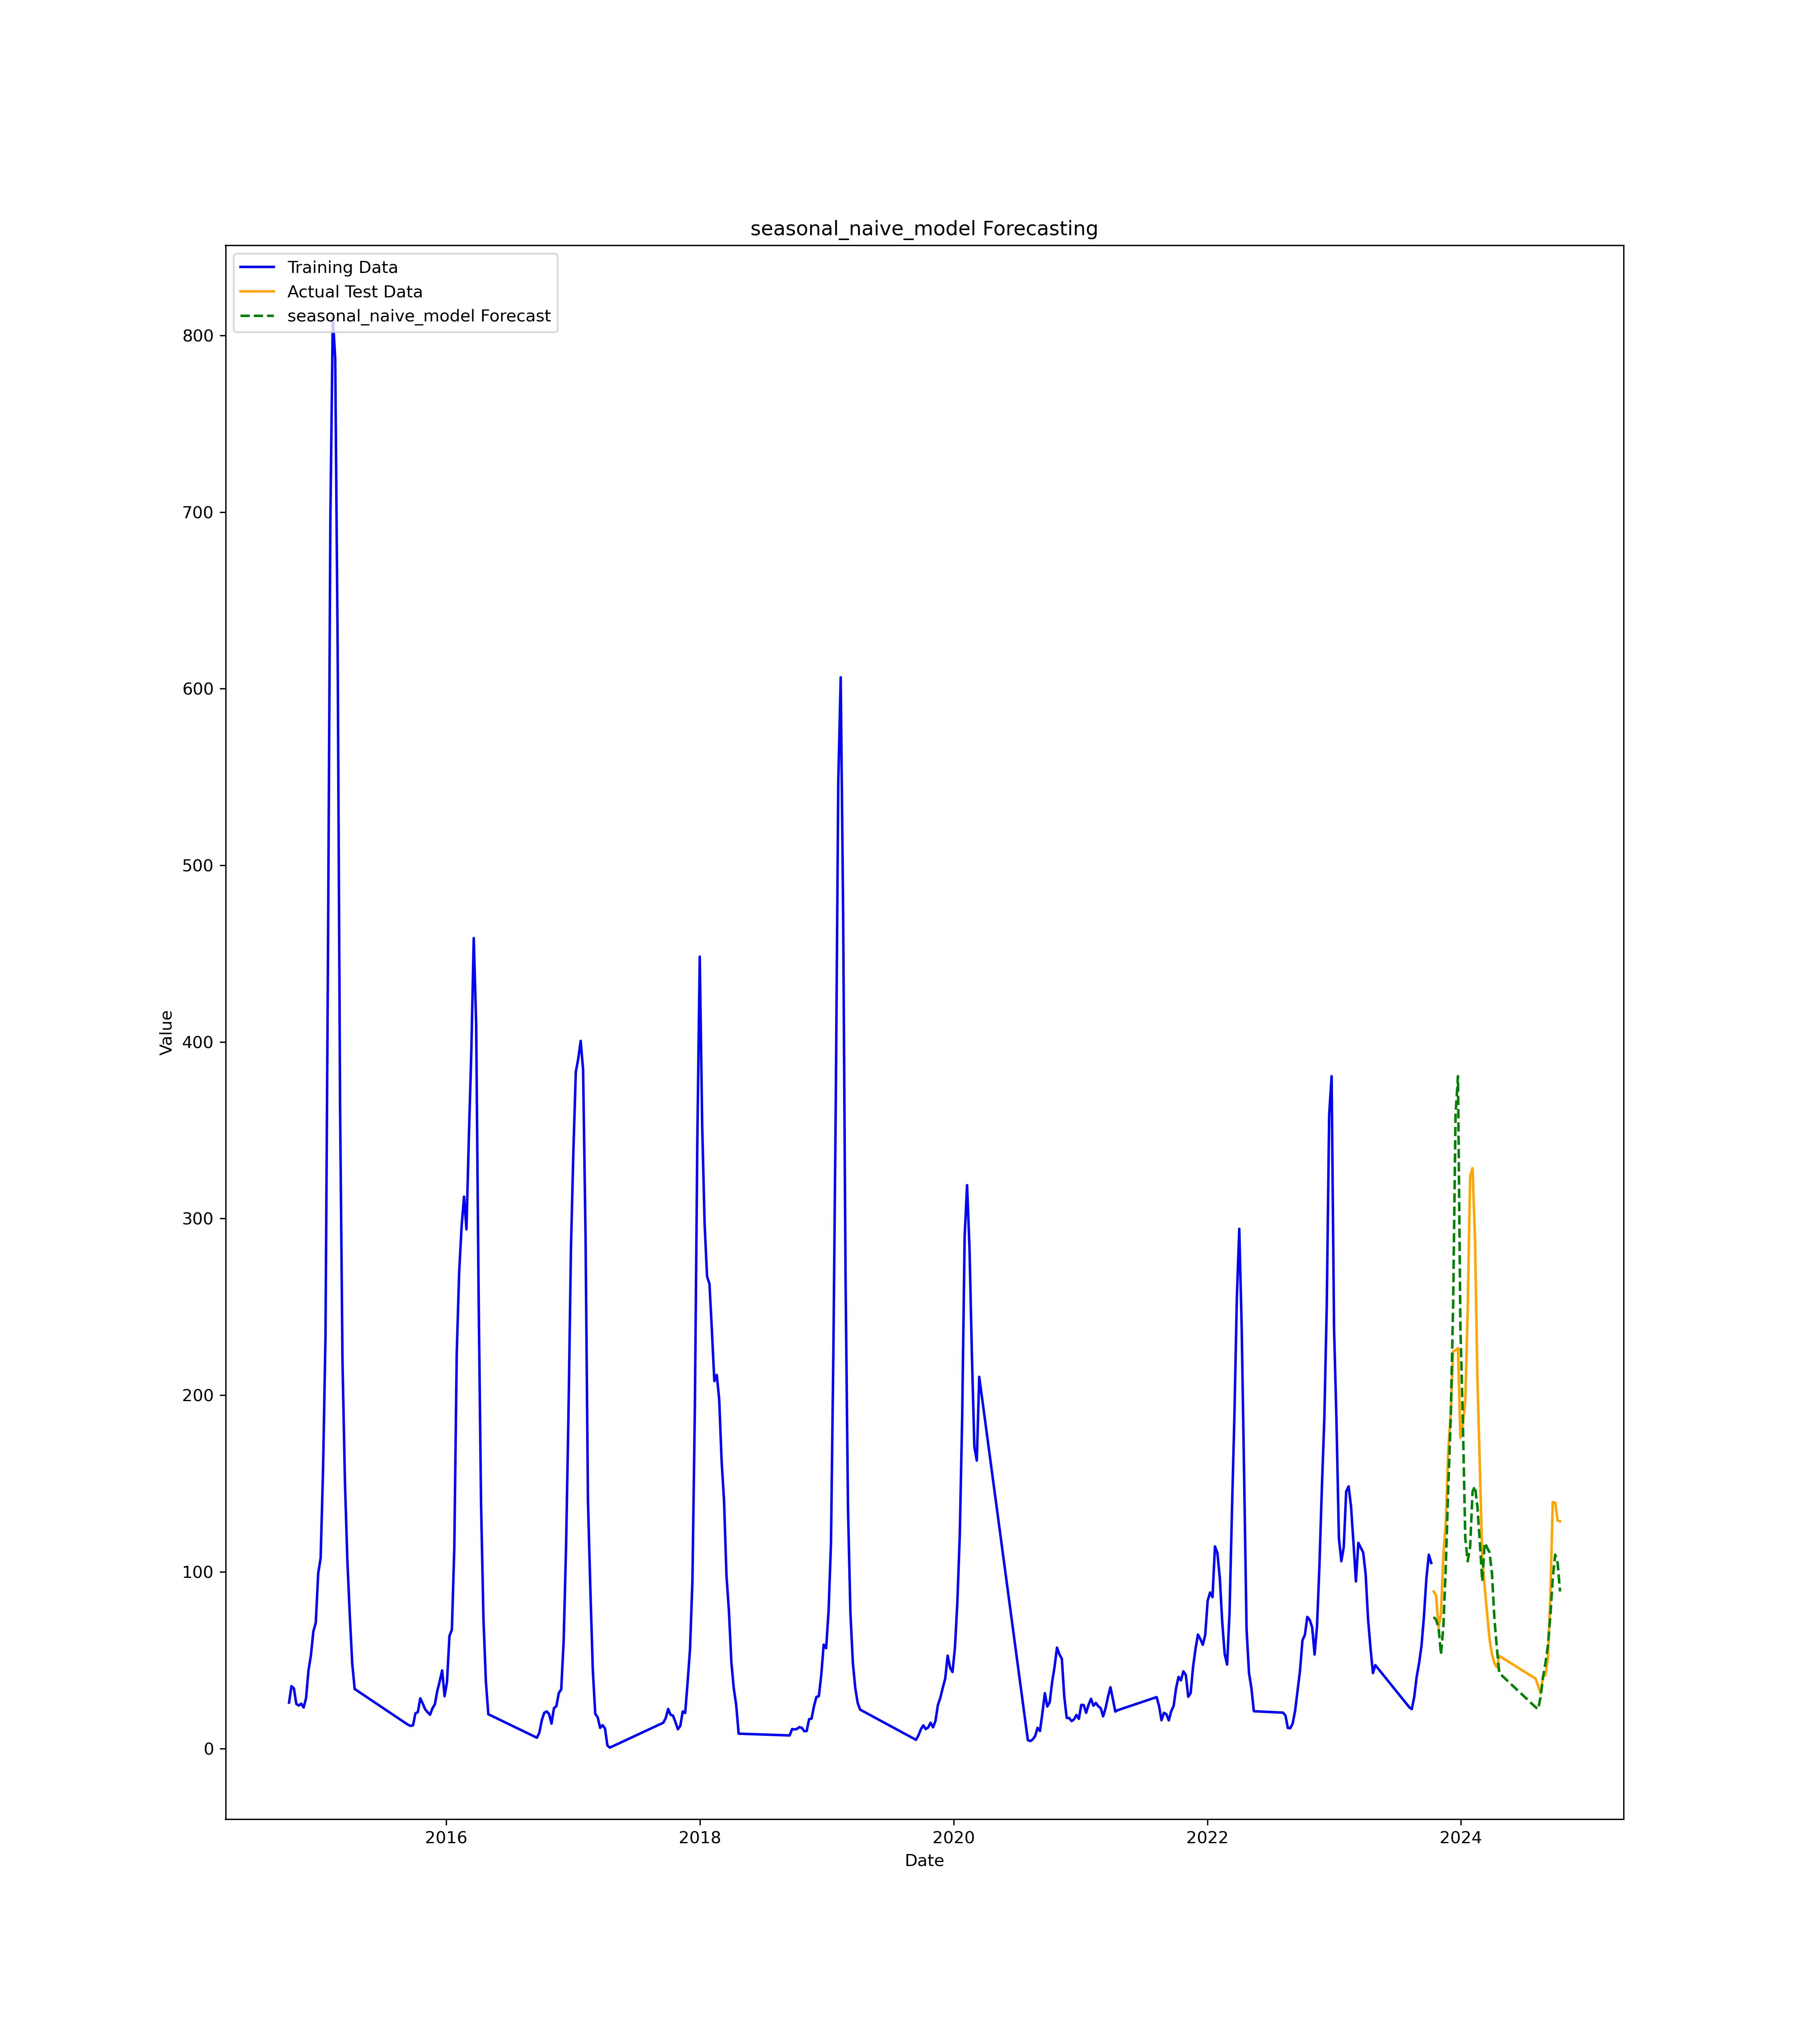 seasonal_naive_model Forecasting
Training Data
Actual Test Data
seasonal_naive_model Forecast
800
700
600
500
400
300
200
100
0
Value
2016 2018 2020 2022 2024
Date